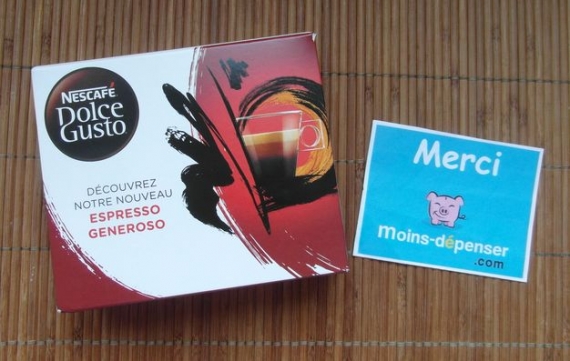 NESCAFÉ
Dolce
Gusto
DÉCOUVREZ
NOTRE NOUVEAU
ESPRESSO
GENEROSO
Merci
moins-dépenser
.com